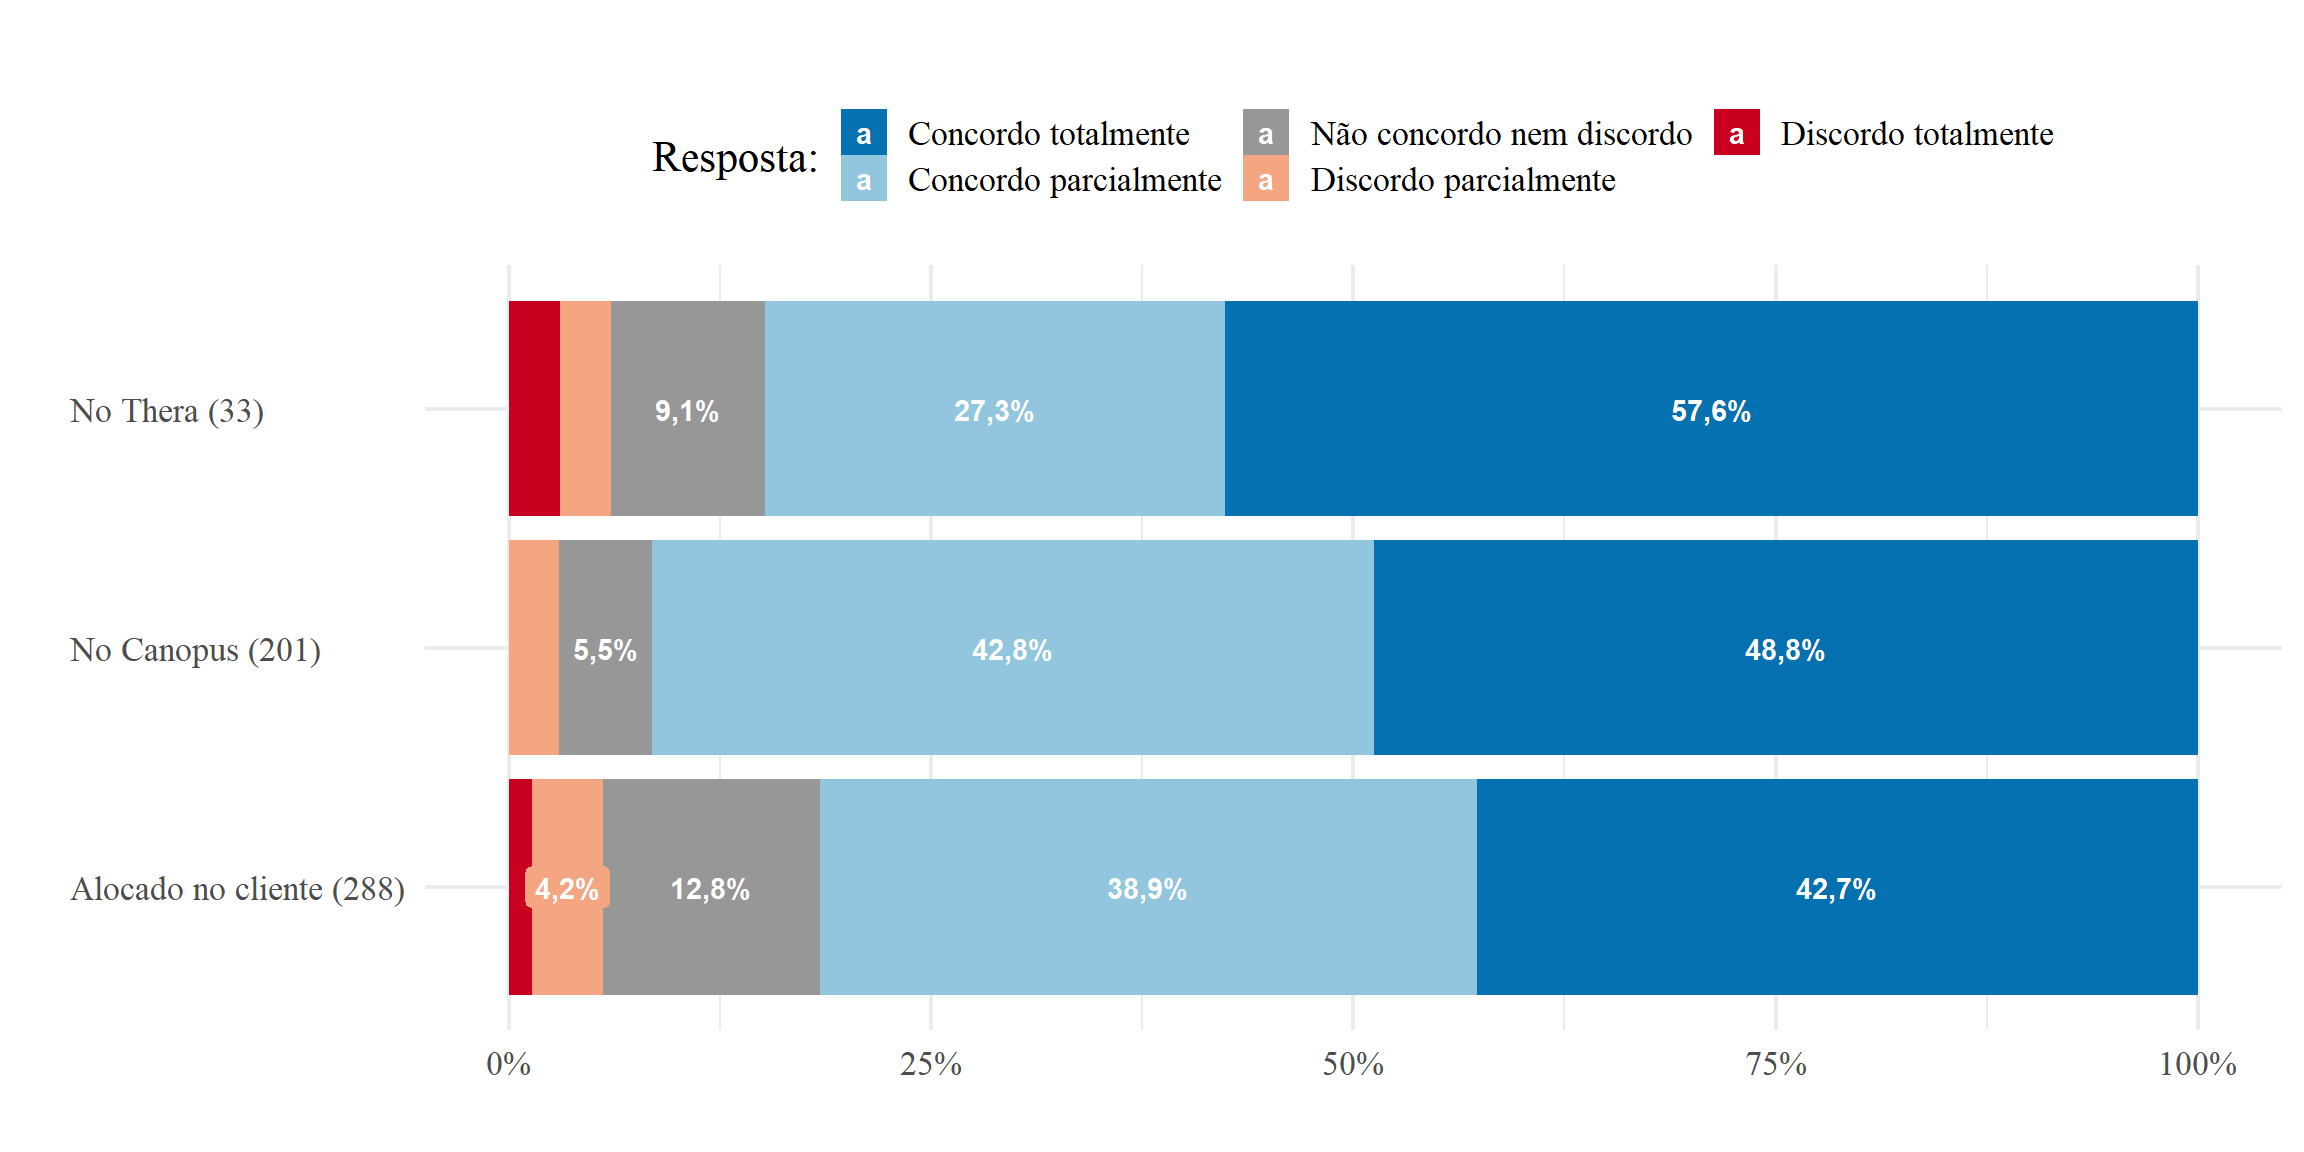 Resposta:
a Concordo totalmente
a Não concordo nem discordo
a Discordo totalmente
a Concordo parcialmente
a Discordo parcialmente
No Thera (33)
9,1% 27,3% 57,6%
No Canopus (201)
5,5% 42,8% 48,8%
Alocado no cliente (288)
4,2% 12,8% 38,9% 42,7%
0% 25% 50% 75% 100%